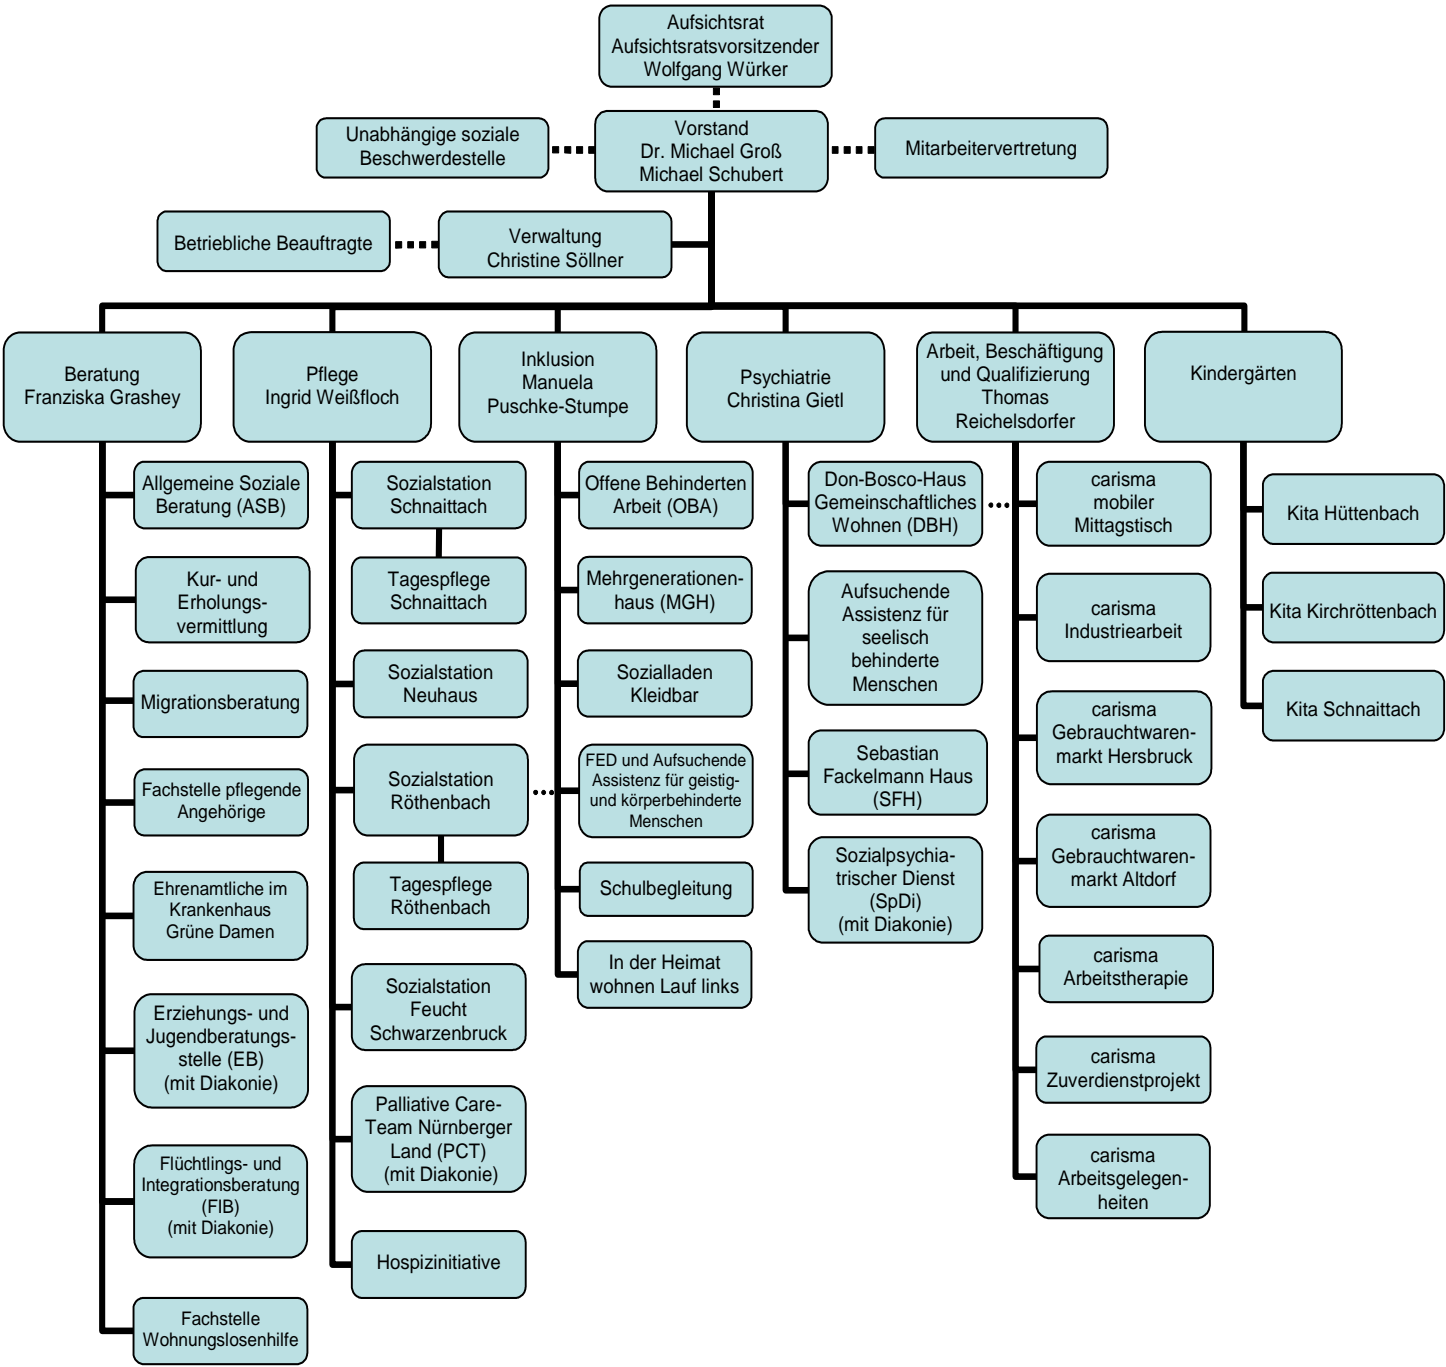 Aufsichtsrat
Aufsichtsratsvorsitzender
Wolfgang Würker
Unabhängige soziale
Beschwerdestelle
Vorstand
Dr. Michael Groß
Michael Schubert
Mitarbeitervertretung
Betriebliche Beauftragte
Verwaltung
Christine Söllner
Beratung
Franziska Grashey
Pflege
Ingrid Weißfloch
Inklusion
Manuela
Puschke-Stumpe
Psychiatrie
Christina Gietl
Arbeit, Beschäftigung
und Qualifizierung
Thomas
Reichelsdorfer
Kindergärten
Allgemeine Soziale
Beratung (ASB)
Kur- und
Erholungs-
vermittlung
Migrationsberatung
Fachstelle pflegende
Angehörige
Ehrenamtliche im
Krankenhaus
Grüne Damen
Erziehungs- und
Jugendberatungs-
stelle (EB)
(mit Diakonie)
Flüchtlings- und
Integrationsberatung
(FIB)
(mit Diakonie)
Fachstelle
Wohnungslosenhilfe
Sozialstation
Schnaittach
Tagespflege
Schnaittach
Sozialstation
Neuhaus
Sozialstation
Röthenbach
Tagespflege
Röthenbach
Sozialstation
Feucht
Schwarzenbruck
Palliative Care-
Team Nürnberger
Land (PCT)
(mit Diakonie)
Hospizinitiative
Offene Behinderten
Arbeit (OBA)
Mehrgenerationen-
haus (MGH)
Sozialladen
Kleidbar
FED und Aufsuchende
Assistenz für geistig-
und körperbehinderte
Menschen
Schulbegleitung
In der Heimat
wohnen Lauf links
Don-Bosco-Haus
Gemeinschaftliches
Wohnen (DBH)
Aufsuchende
Assistenz für
seelisch
behinderte
Menschen
Sebastian
Fackelmann Haus
(SFH)
Sozialpsychia-
trischer Dienst
(SpDi)
(mit Diakonie)
carisma
mobiler
Mittagstisch
carisma
Industriearbeit
carisma
Gebrauchtwaren-
markt Hersbruck
carisma
Gebrauchtwaren-
markt Altdorf
carisma
Arbeitstherapie
carisma
Zuverdienstprojekt
carisma
Arbeitsgelegen-
heiten
Kita Hüttenbach
Kita Kirchröttenbach
Kita Schnaittach